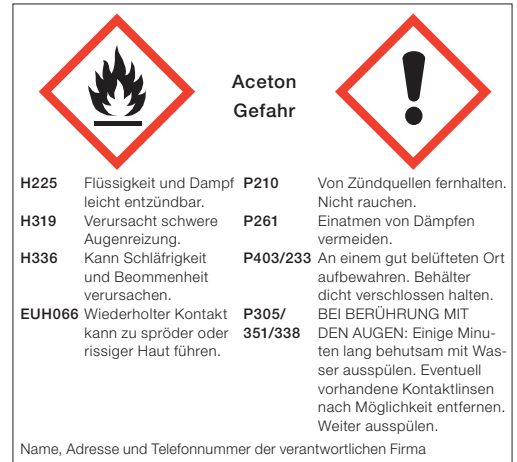 Aceton
Gefahr
H225 Flüssigkeit und Dampf
leicht entzündbar.
H319 Verursacht schwere
Augenreizung.
H336 Kann Schläfrigkeit
und Beommenheit
verursachen.
EUH066 Wiederholter Kontakt
kann zu spröder oder
rissiger Haut führen.
P210 Von Zündquellen fernhalten.
Nicht rauchen.
P261 Einatmen von Dämpfen
vermeiden.
P403/233 An einem gut belüfteten Ort
aufbewahren. Behälter
dicht verschlossen halten.
P305/ BEI BERÜHRUNG MIT
351/338 DEN AUGEN: Einige Minu-
ten lang behutsam mit Was-
ser ausspülen. Eventuell
vorhandene Kontaktlinsen
nach Möglichkeit entfernen.
Weiter ausspülen.
Name, Adresse und Telefonnummer der verantwortlichen Firma